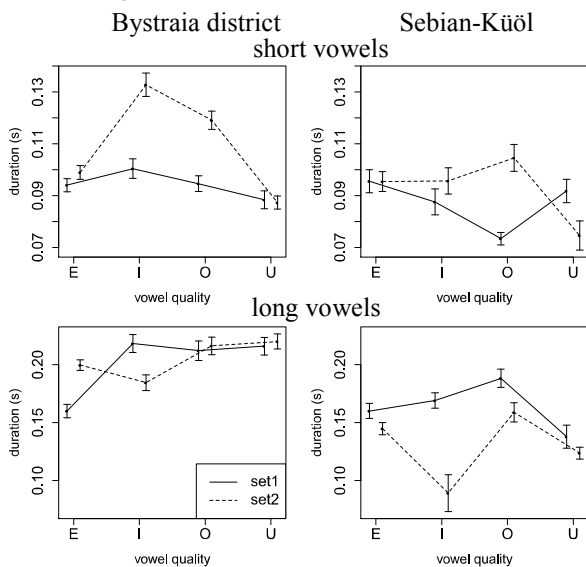 Bystraia district Sebian-Küöl
short vowels
duration (s)
0.07 0.09 0.11 0.13
E I O U
vowel quality
duration (s)
0.07 0.09 0.11 0.13
E I O U
vowel quality
long vowels
duration (s)
0.10 0.15 0.20
E I O U
vowel quality
set1
set2
duration (s)
0.10 0.15 0.20
E I O U
vowel quality